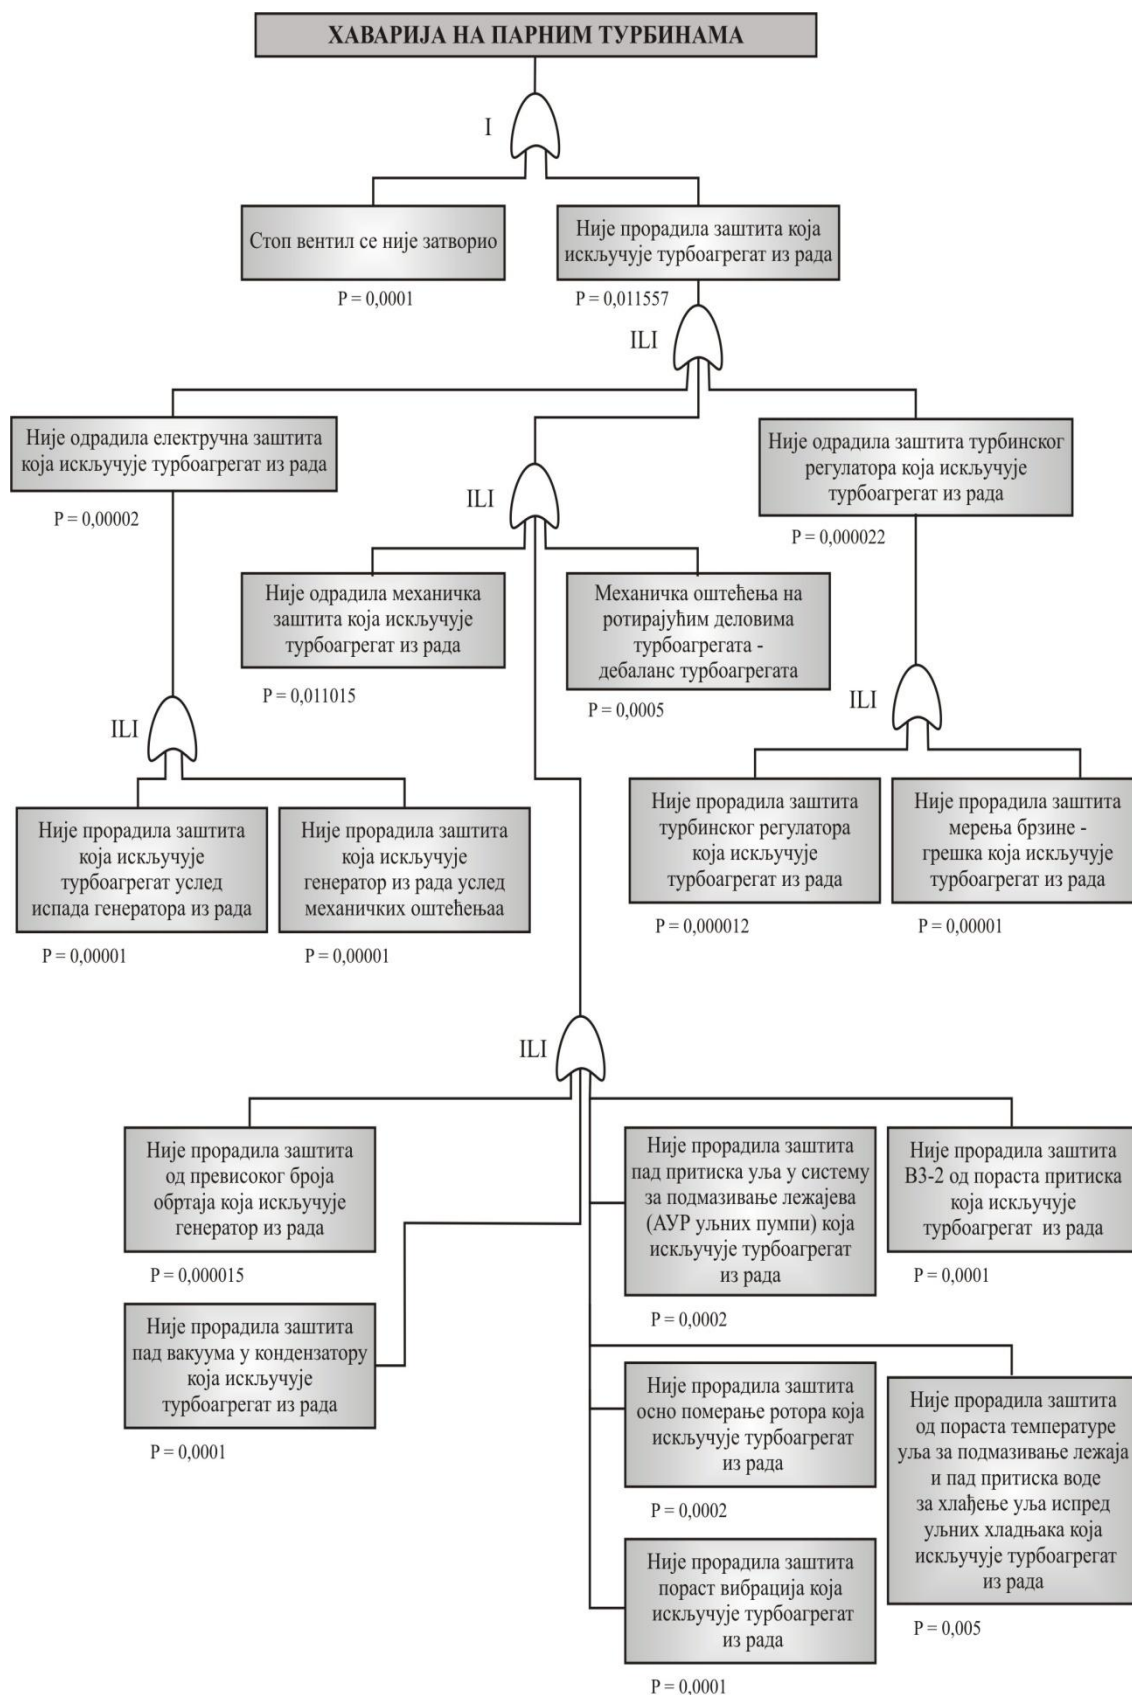 ХАВАРИЈА НА ПАРНИМ ТУРБИНАМА
I
Стоп вентил се није затворио
P = 0,0001
Није прорадила заштита која
искључује турбоагрегат из рада
P = 0,011557
ILI
Није одрадила електручна заштита
која искључује турбоагрегат из рада
P = 0,00002
ILI
Није одрадила заштита турбинског
регулатора која искључује
турбоагрегат из рада
P = 0,000022
Није одрадила механичка
заштита која искључује
турбоагрегат из рада
P = 0,011015
Механичка оштећења на
ротирајућим деловима
турбоагрегата -
дебаланс турбоагрегата
P = 0,0005
ILI
ILI
Није прорадила заштита
која искључује
турбоагрегат услед
испада генератора из рада
P = 0,00001
Није прорадила заштита
која искључује
генератор из рада услед
механичких оштећењаа
P = 0,00001
Није прорадила заштита
турбинског регулатора
која искључује
турбоагрегат из рада
P = 0,000012
Није прорадила заштита
мерења брзине -
грешка која искључује
турбоагрегат из рада
P = 0,00001
ILI
Није прорадила заштита
од превисоког броја
обртаја која искључује
генератор из рада
P = 0,000015
Није прорадила заштита
пад притиска уља у систему
за подмазивање лежајева
(АУР уљних пумпи) која
искључује турбоагрегат
из рада
P = 0,0002
Није прорадила заштита
ВЗ-2 од пораста притиска
која искључује
турбоагрегат из рада
P = 0,0001
Није прорадила заштита
пад вакуума у кондензатору
која искључује
турбоагрегат из рада
P = 0,0001
Није прорадила заштита
осно померање ротора која
искључује турбоагрегат
из рада
P = 0,0002
Није прорадила заштита
од пораста температуре
уља за подмазивање лежаја
и пад притиска воде
за хлађење уља испред
уљних хладњака која
искључује турбоагрегат
из рада
P = 0,005
Није прорадила заштита
пораст вибрација која
искључује турбоагрегат
из рада
P = 0,0001